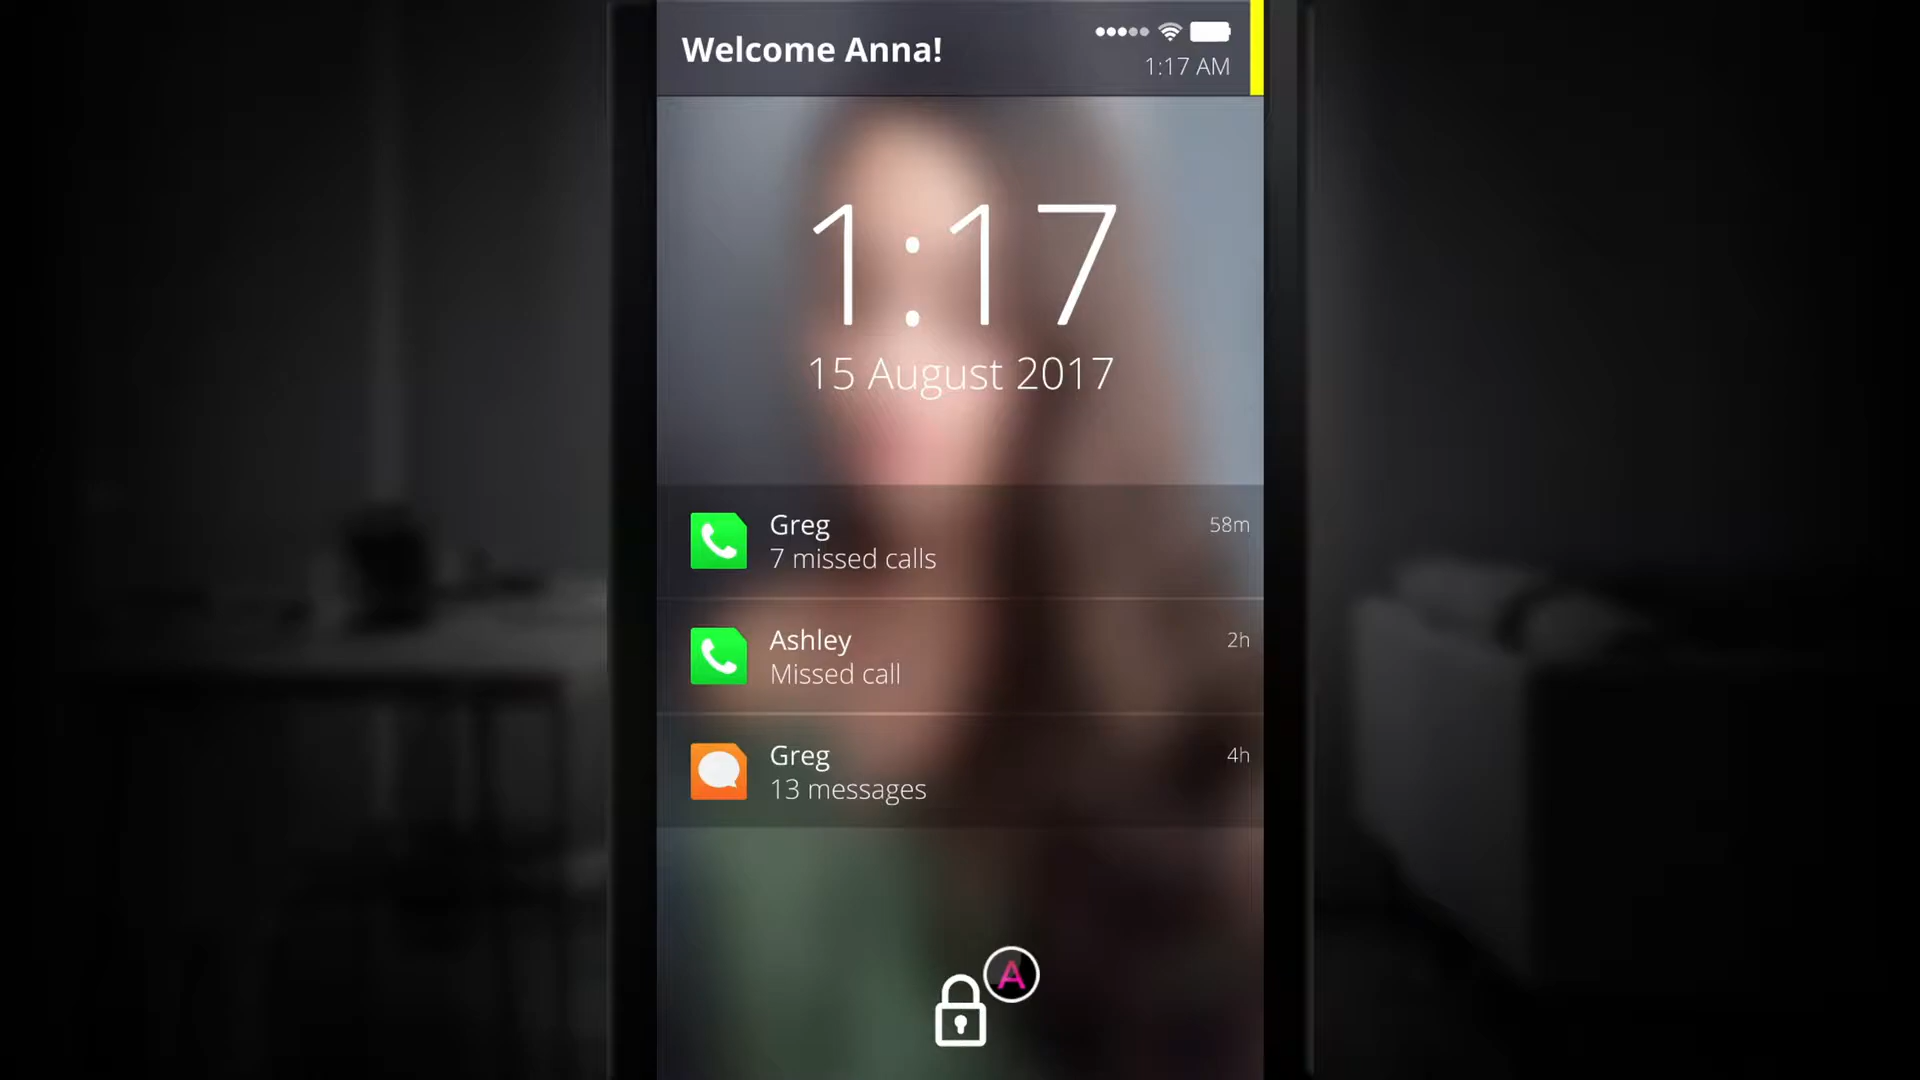 Welcome Anna!
1:17 AM
1:17
15 August 2017
Greg
58m
7 missed calls
Ashley
2h
Missed call
Greg
4h
13 messages
A